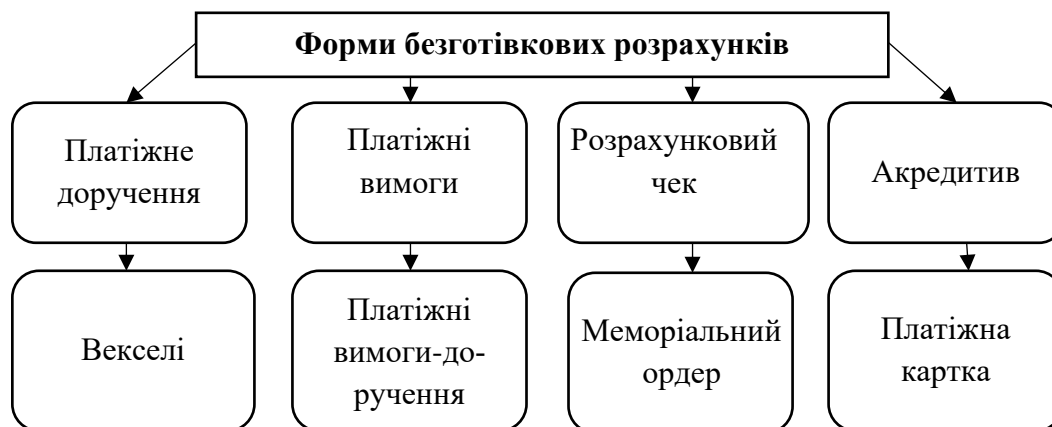 Форми безготівкових розрахунків
Платіжне
доручення
Платіжні
вимоги
Розрахунковий
чек
Акредитив
Векселі
Платіжні
вимоги-до-
ручення
Меморіальний
ордер
Платіжна
картка